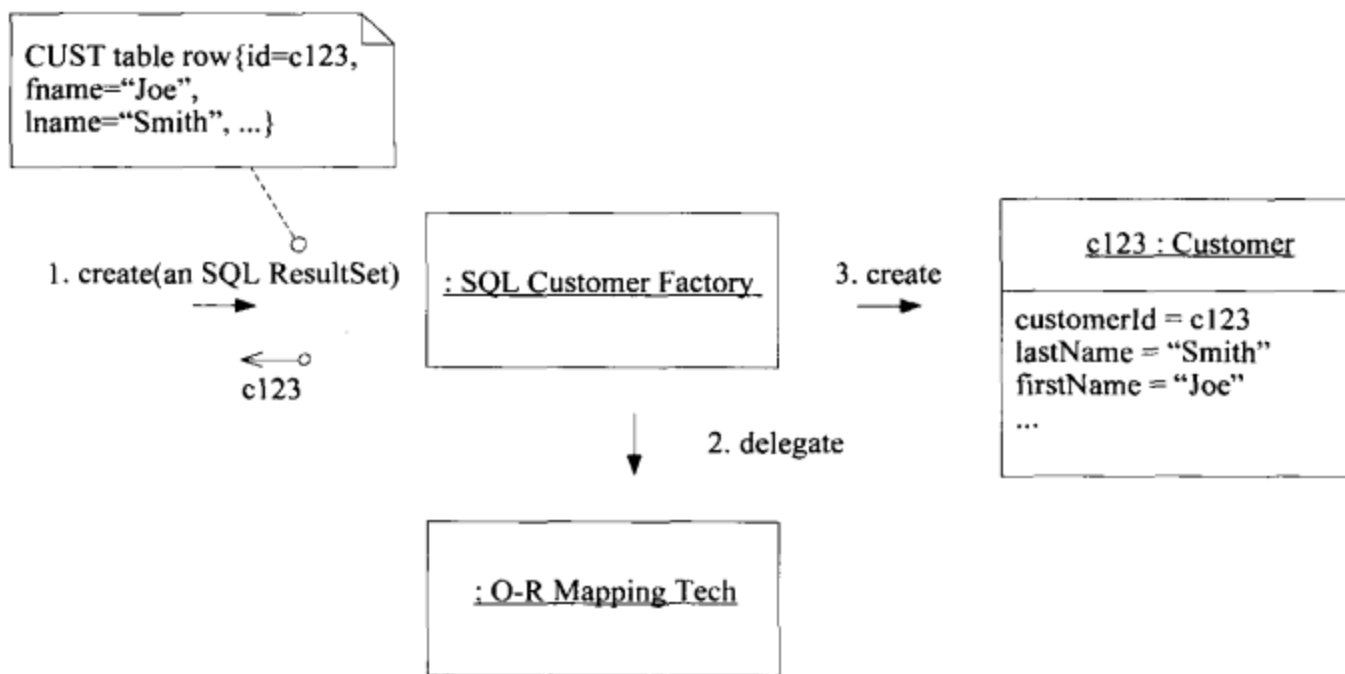 CUST table row{id=c123,
fname=“Joe”,
lname=“Smith”, ...}
1. create(an SQL ResultSet)
c123
: SQL Customer Factory
3. create
c123 : Customer
customerId = c123
lastName = “Smith”
firstName = “Joe”
...
2. delegate
: O-R Mapping Tech